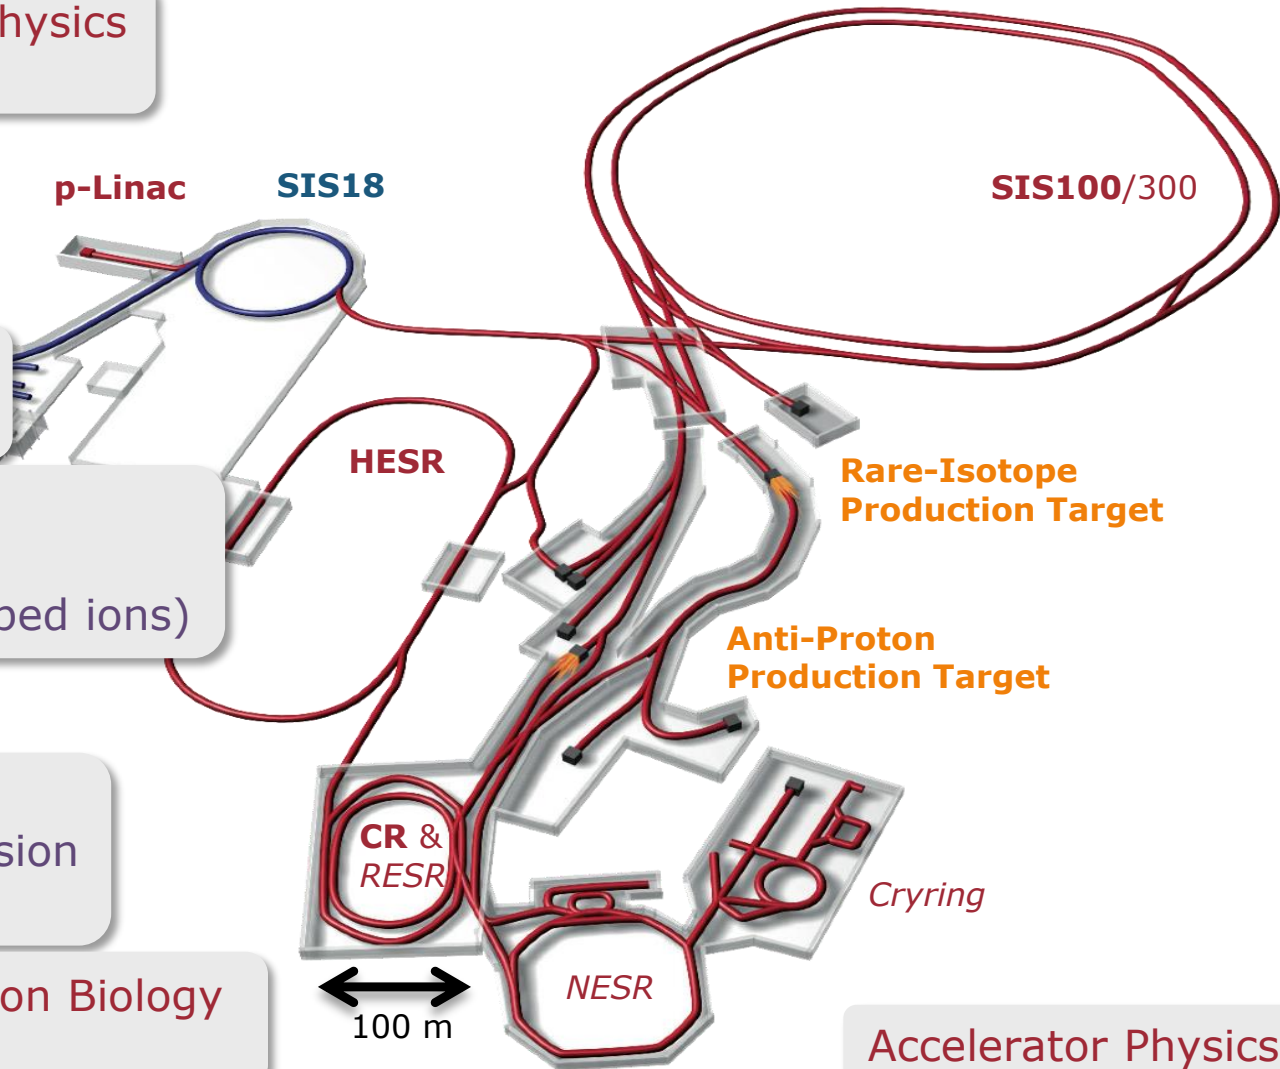 hysics
p-Linac
SIS18
SIS100/300
HESR
Rare-Isotope
Production Target
ped ions)
Anti-Proton
Production Target
CR &
RESR
sion
Cryring
NESR
on Biology
100 m
Accelerator Physics